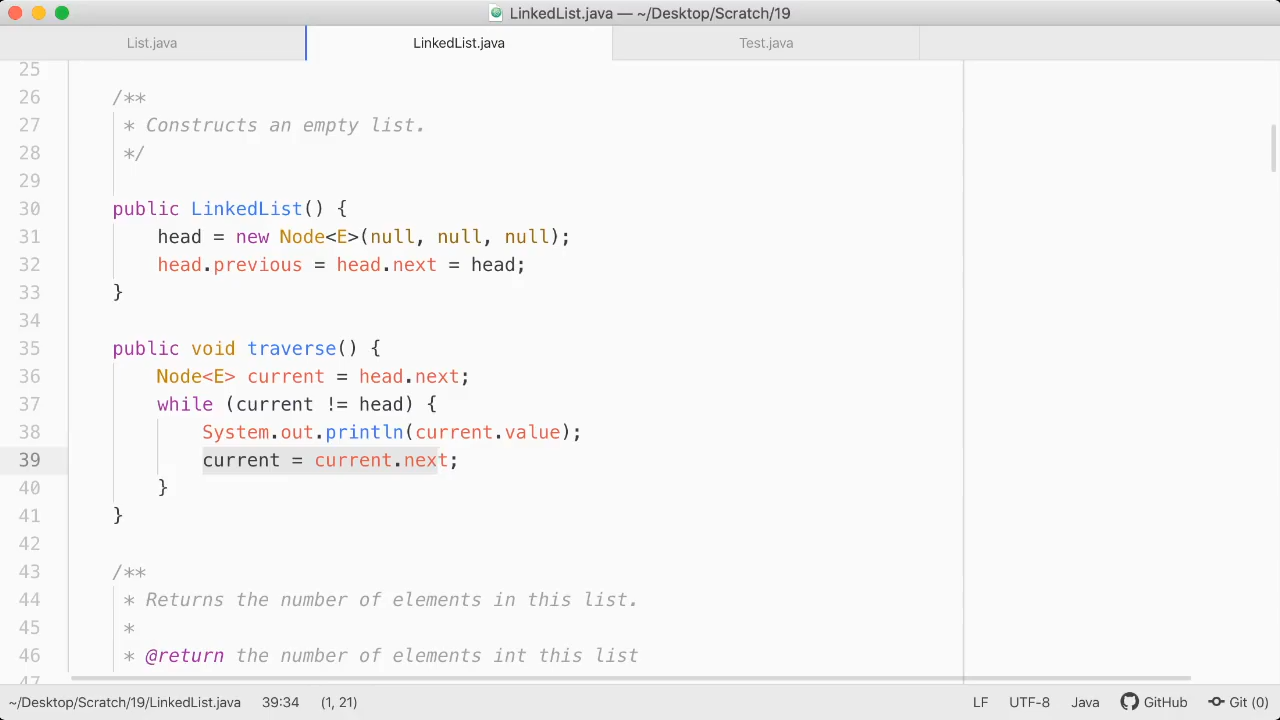 LinkedList.java — ~/Desktop/Scratch/19
List.java LinkedList.java Test.java
25
26 /**
27 * Constructs an empty list.
28 */
29
30 public LinkedList() {
31 head = new Node<E>(null, null, null);
32 head.previous = head.next = head;
33 }
34
35 public void traverse() {
36 Node<E> current = head.next;
37 while (current != head) {
38 System.out.println(current.value);
39 current = current.next;
40 }
41 }
42
43 /**
44 * Returns the number of elements in this list.
45 *
46 * @return the number of elements int this list
47
~/Desktop/Scratch/19/LinkedList.java 39:34 (1, 21) LF UTF-8 Java GitHub Git (0)